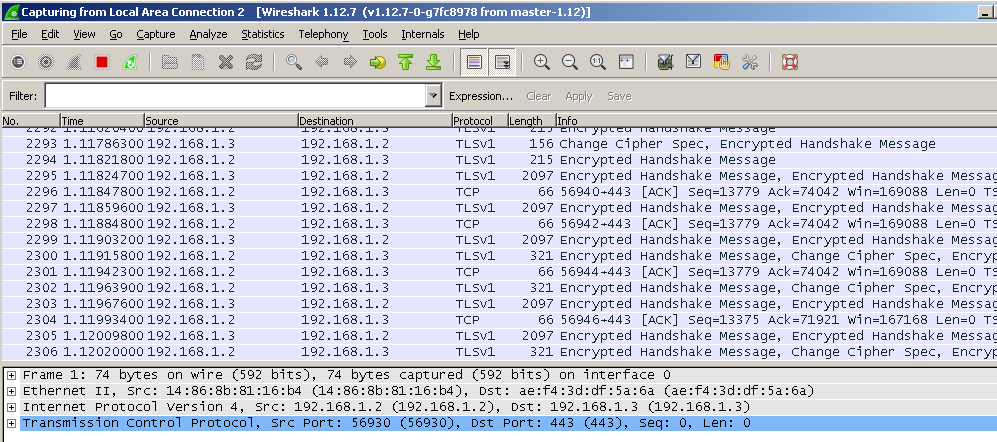 Capturing from Local Area Connection 2 [Wireshark 1.12.7 (v1.12.7-0-g7fc8978 from master-1.12)]
File Edit View Go Capture Analyze Statistics Telephony Tools Internals Help
Filter: Expression... Clear Apply Save
No. Time Source Destination Protocol Length Info
2292 1.11620400 192.168.1.2 192.168.1.3 TLSv1 215 Encrypted Handshake Message
2293 1.11786300 192.168.1.3 192.168.1.2 TLSv1 156 Change Cipher Spec, Encrypted Handshake Message
2294 1.11821800 192.168.1.2 192.168.1.3 TLSv1 215 Encrypted Handshake Message
2295 1.11824700 192.168.1.3 192.168.1.2 TLSv1 2097 Encrypted Handshake Message, Encrypted Handshake Messag
2296 1.11847800 192.168.1.2 192.168.1.3 TCP 66 56940→443 [ACK] Seq=13779 Ack=74042 Win=169088 Len=0 TS
2297 1.11859600 192.168.1.3 192.168.1.2 TLSv1 2097 Encrypted Handshake Message, Encrypted Handshake Messag
2298 1.11884800 192.168.1.2 192.168.1.3 TCP 66 56942→443 [ACK] Seq=13779 Ack=74042 Win=169088 Len=0 TS
2299 1.11903200 192.168.1.3 192.168.1.2 TLSv1 2097 Encrypted Handshake Message, Encrypted Handshake Messag
2300 1.11915800 192.168.1.2 192.168.1.3 TLSv1 321 Encrypted Handshake Message, Change Cipher Spec, Encryp
2301 1.11942300 192.168.1.2 192.168.1.3 TCP 66 56944→443 [ACK] Seq=13779 Ack=74042 Win=169088 Len=0 TS
2302 1.11963900 192.168.1.2 192.168.1.3 TLSv1 321 Encrypted Handshake Message, Change Cipher Spec, Encryp
2303 1.11967600 192.168.1.3 192.168.1.2 TLSv1 2097 Encrypted Handshake Message, Encrypted Handshake Messag
2304 1.11993400 192.168.1.2 192.168.1.3 TCP 66 56946→443 [ACK] Seq=13375 Ack=71921 Win=167168 Len=0 TS
2305 1.12009800 192.168.1.3 192.168.1.2 TLSv1 2097 Encrypted Handshake Message, Encrypted Handshake Messag
2306 1.12020000 192.168.1.2 192.168.1.3 TLSv1 321 Encrypted Handshake Message, Change Cipher Spec, Encryp
Frame 1: 74 bytes on wire (592 bits), 74 bytes captured (592 bits) on interface 0
Ethernet II, Src: 14:86:8b:81:16:b4 (14:86:8b:81:16:b4), Dst: ae:f4:3d:df:5a:6a (ae:f4:3d:df:5a:6a)
Internet Protocol Version 4, Src: 192.168.1.2 (192.168.1.2), Dst: 192.168.1.3 (192.168.1.3)
Transmission Control Protocol, Src Port: 56930 (56930), Dst Port: 443 (443), Seq: 0, Len: 0